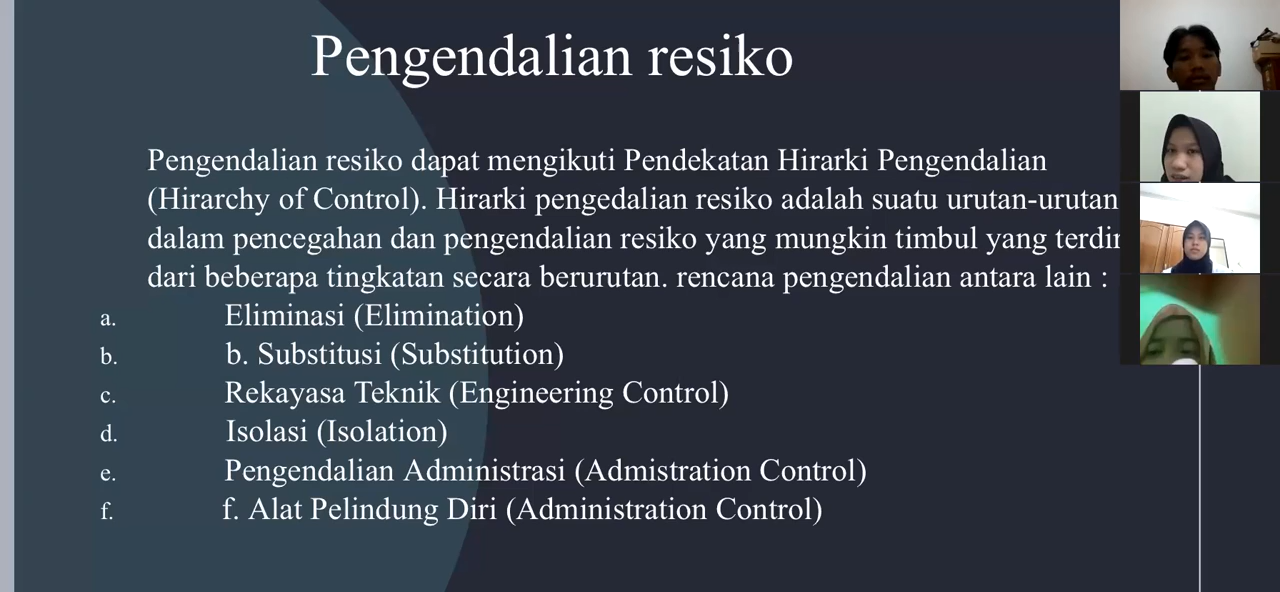 Pengendalian resiko
Pengendalian resiko dapat mengikuti Pendekatan Hirarki Pengendalian
(Hirarchy of Control). Hirarki pengedalian resiko adalah suatu urutan-urutan
dalam pencegahan dan pengendalian resiko yang mungkin timbul yang terdir
dari beberapa tingkatan secara berurutan. rencana pengendalian antara lain :
a. Eliminasi (Elimination)
b. b. Substitusi (Substitution)
c. Rekayasa Teknik (Engineering Control)
d. Isolasi (Isolation)
e. Pengendalian Administrasi (Admistration Control)
f. f. Alat Pelindung Diri (Administration Control)